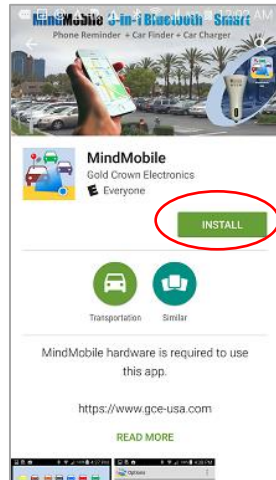 MindMobile 3-in-1 Bluetooth Smart
Phone Reminder + Car Finder + Car Charger
MindMobile
Gold Crown Electronics
E Everyone
INSTALL
Transportation
Similar
MindMobile hardware is required to use
this app.
https://www.gce-usa.com
READ MORE
Options